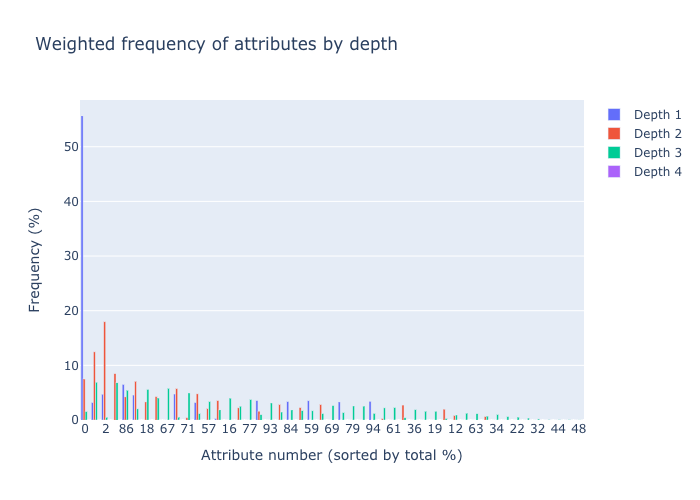 Weighted frequency of attributes by depth
Depth 1
Depth 2
Depth 3
Depth 4
50
40
30
20
10
0
Frequency (%)
0 2 86 18 67 71 57 16 77 93 84 59 69 79 94 61 36 19 12 63 34 22 32 44 48
Attribute number (sorted by total %)